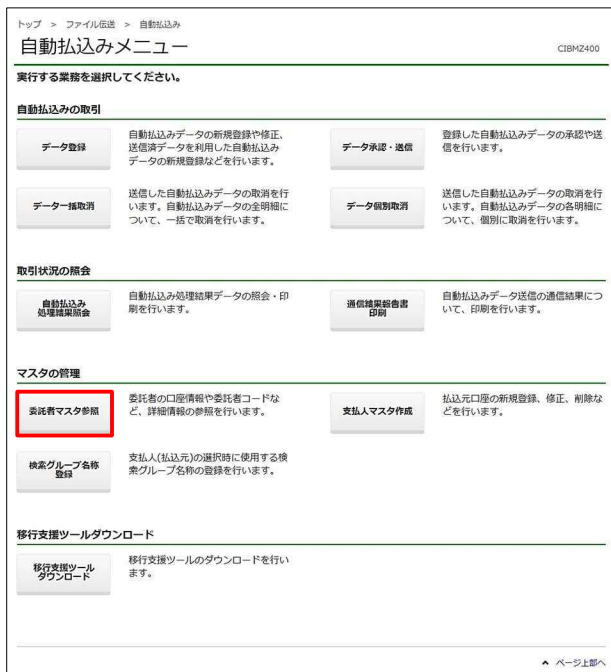 トップ > ファイル伝送 > 自動払込み
自動払込みメニュー
CIBMZ400
実行する業務を選択してください。
自動払込みの取引
データ登録
自動払込みデータの新規登録や修正、
送信済データを利用した自動払込み
データの新規登録などを行います。
データ承認・送信
登録した自動払込みデータの承認や送
信を行います。
データ一括取消
送信した自動払込みデータの取消を行
います。自動払込みデータの全明細に
ついて、一括で取消を行います。
データ個別取消
送信した自動払込みデータの取消を行
います。自動払込みデータの各明細に
ついて、個別に取消を行います。
取引状況の照会
自動払込み
処理結果照会
自動払込み処理結果データの照会・印
刷を行います。
通信結果報告書
印刷
自動払込みデータ送信の通信結果につ
いて、印刷を行います。
マスタの管理
委託者マスタ参照
委託者の口座情報や委託者コードな
ど、詳細情報の参照を行います。
支払人マスタ作成
払込元口座の新規登録、修正、削除な
どを行います。
検索グループ名称
登録
支払人(払込元)の選択時に使用する検
索グループ名称の登録を行います。
移行支援ツールダウンロード
移行支援ツール
ダウンロード
移行支援ツールのダウンロードを行い
ます。
ページ上部へ